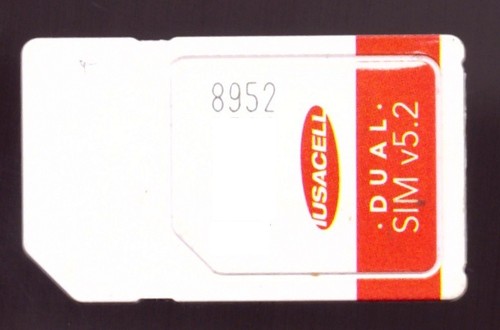 8952
IUSACELL
·DUAL·
SIM v5.2